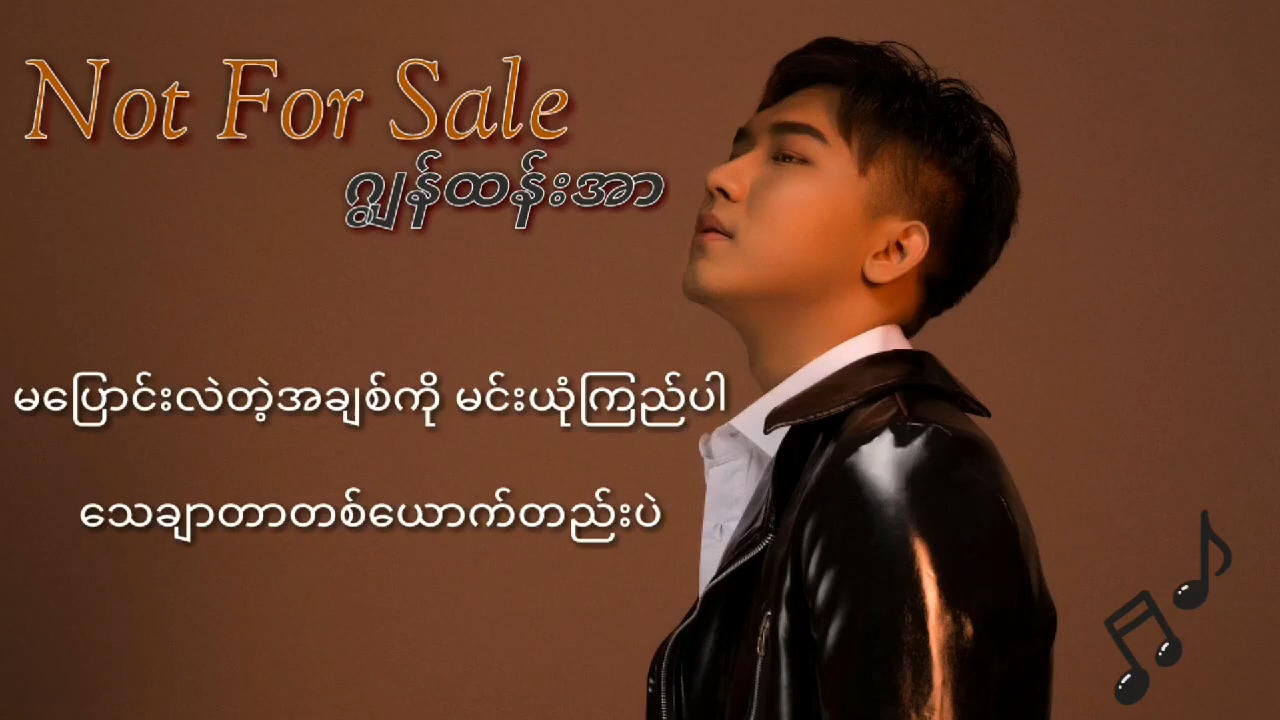 Not For Sale
ဂျွန်ထန်းအာ
မပြောင်းလဲတဲ့အချစ်ကို မင်းယုံကြည်ပါ
သေချာတာတစ်ယောက်တည်းပဲ